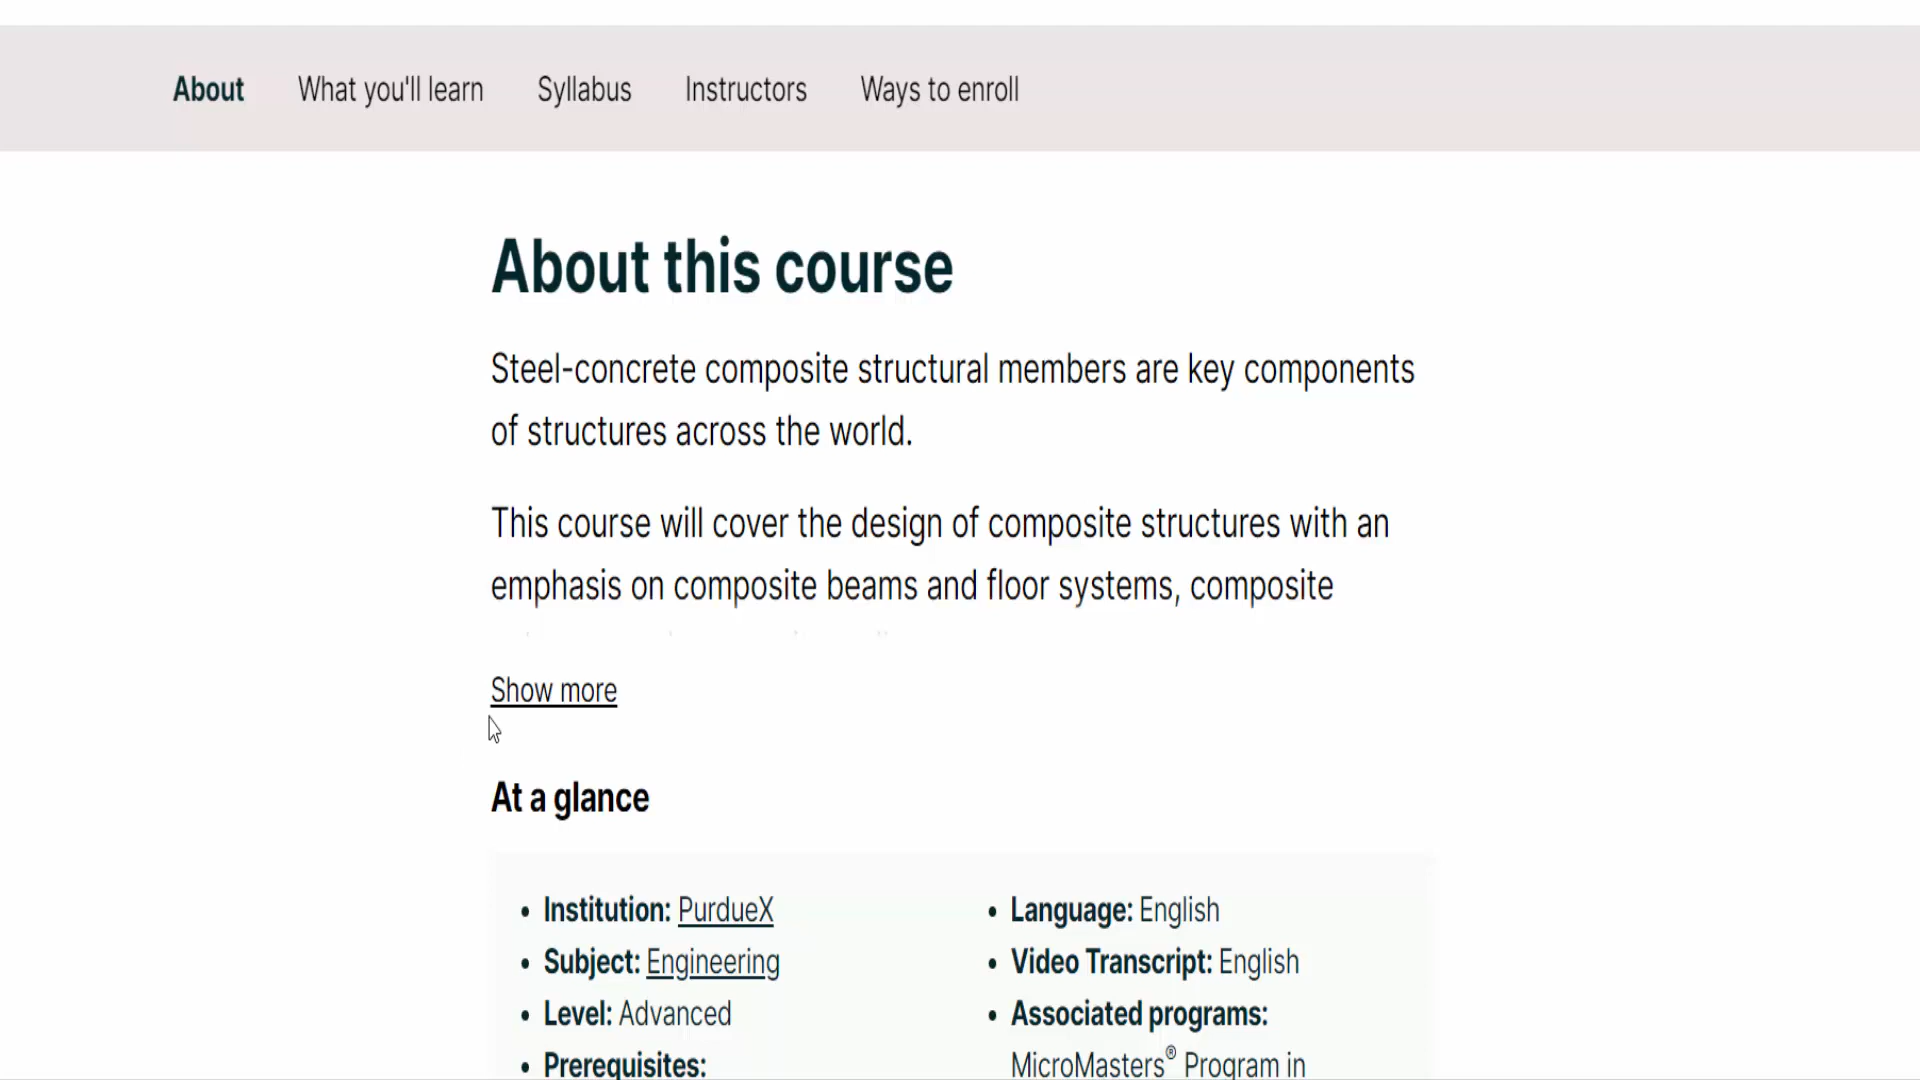 About What you'll learn Syllabus Instructors Ways to enroll
About this course
Steel-concrete composite structural members are key components
of structures across the world.
This course will cover the design of composite structures with an
emphasis on composite beams and floor systems, composite
Show more
At a glance
• Institution: PurdueX
• Subject: Engineering
• Level: Advanced
• Prerequisites:
• Language: English
• Video Transcript: English
• Associated programs:
MicroMasters® Program in